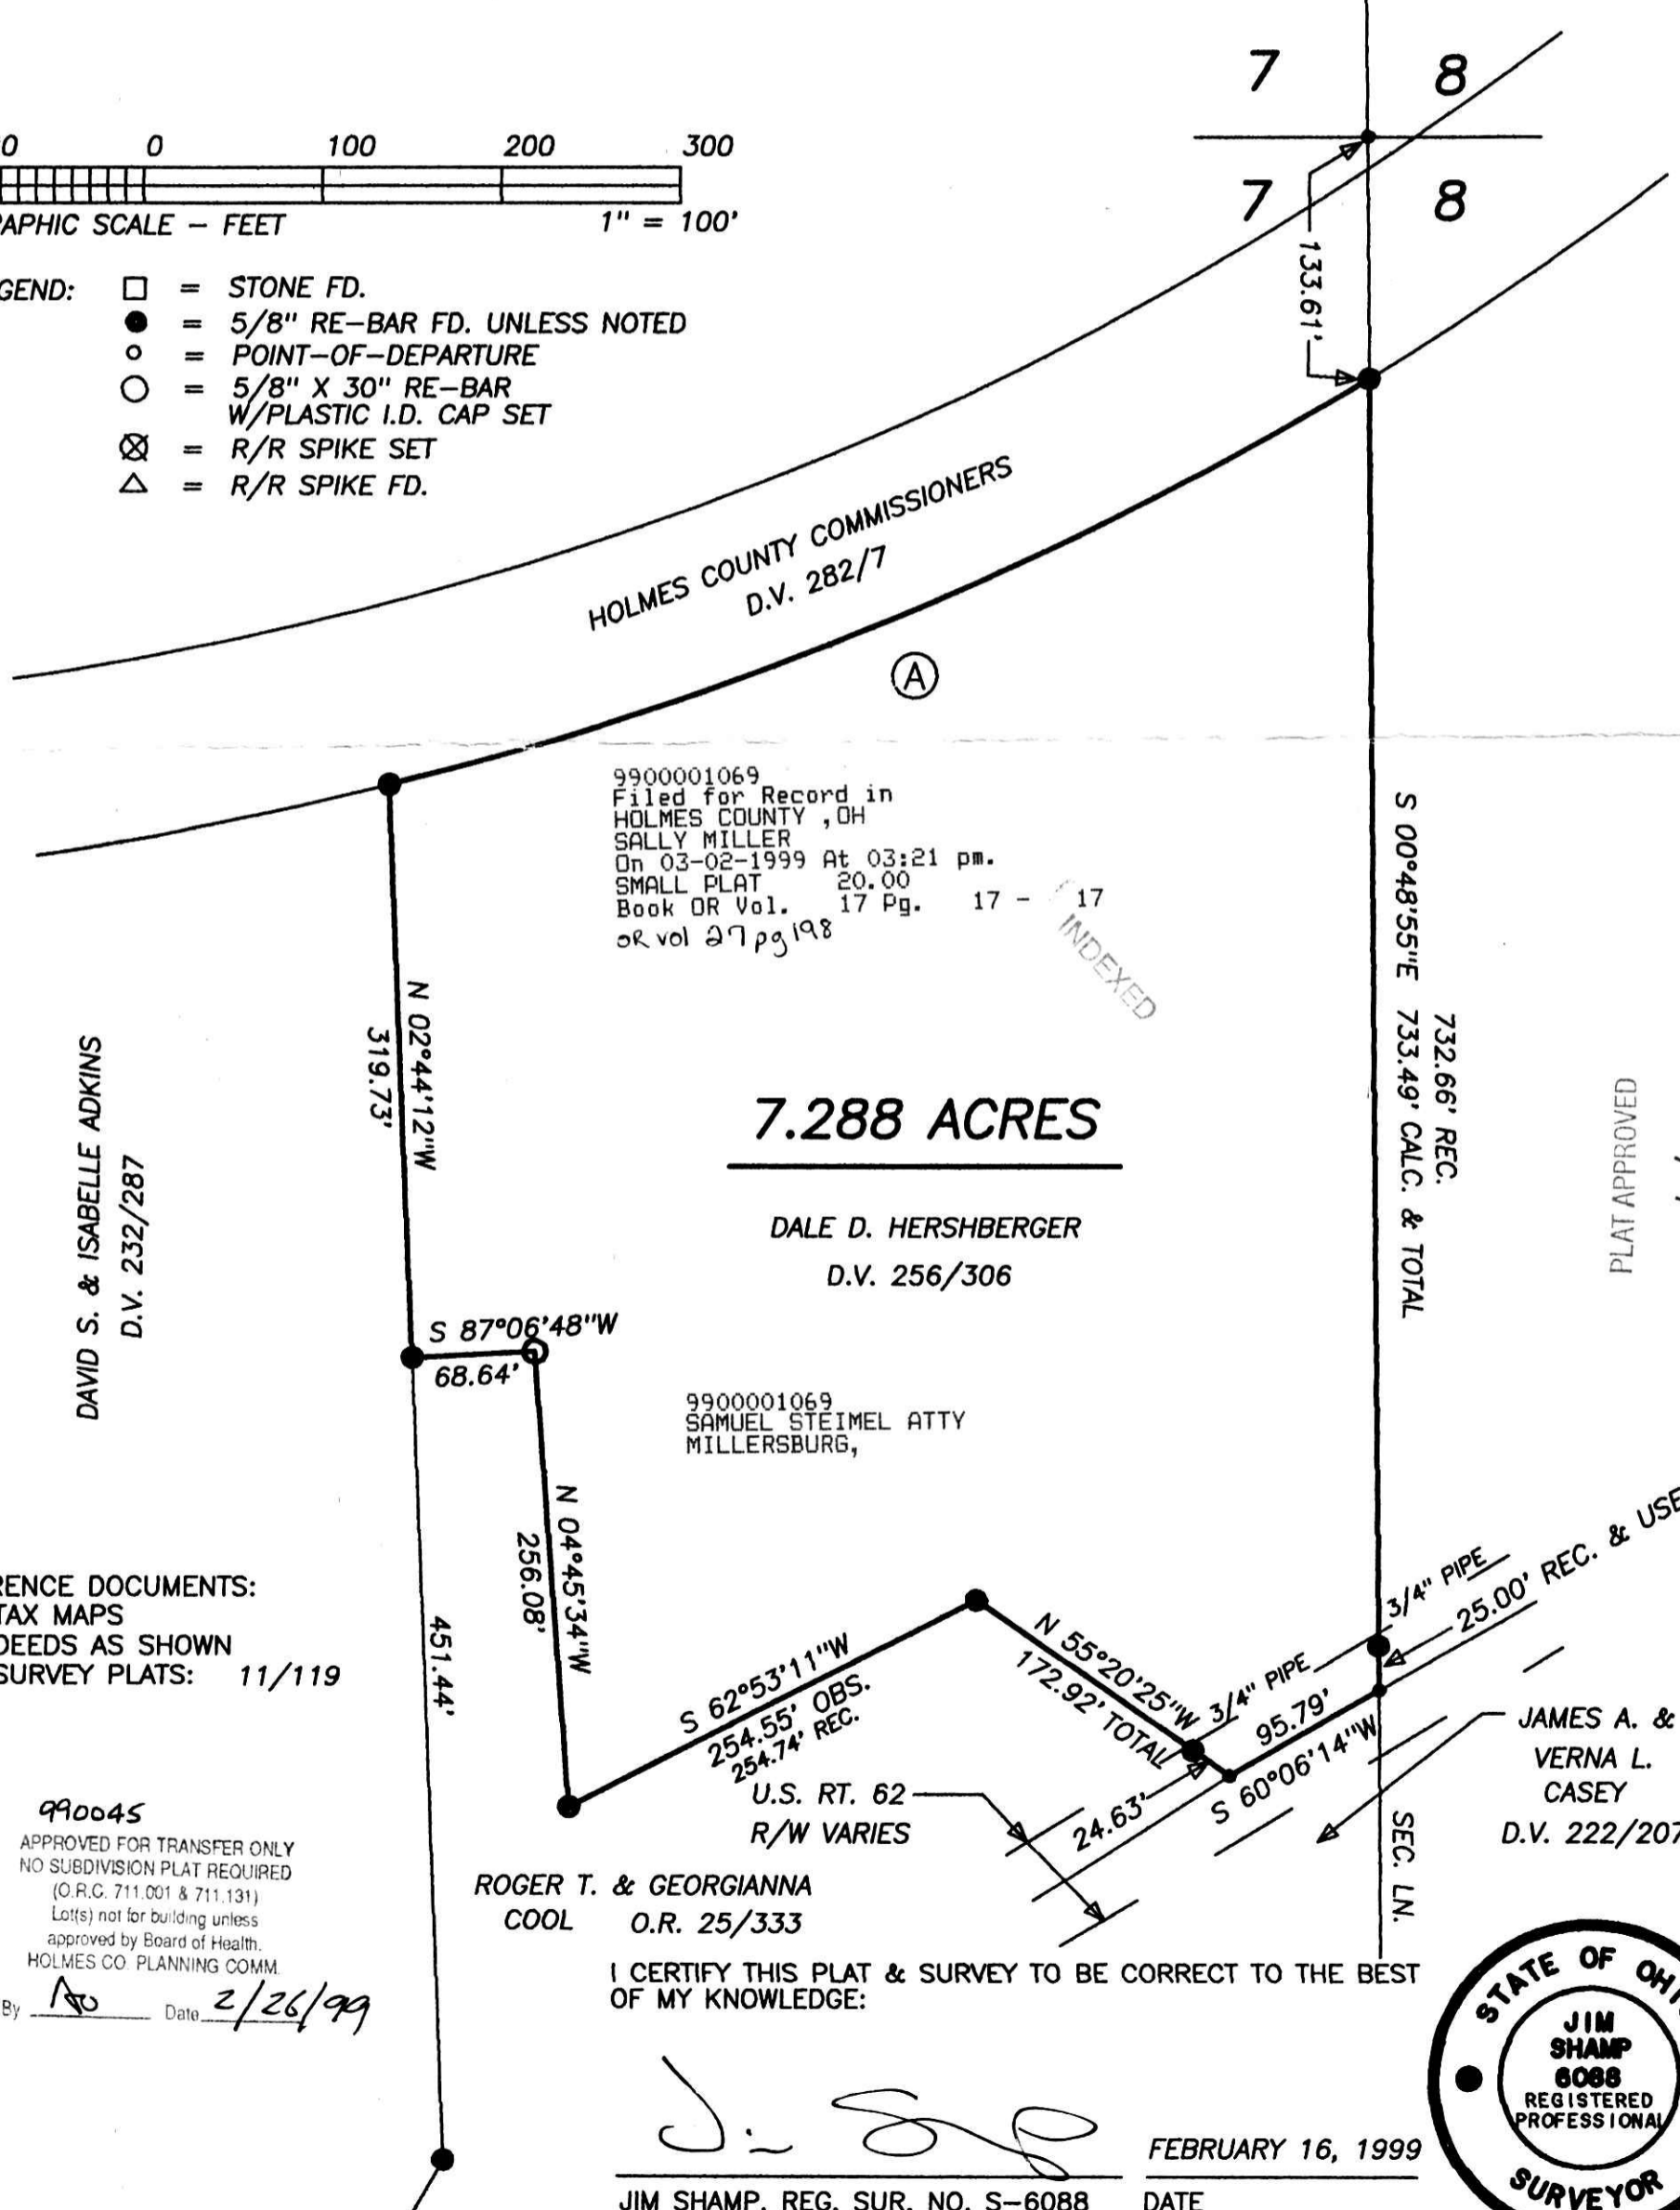 7 8
7 8
0 0 100 200 300
APHIC SCALE – FEET 1" = 100'
GEND:
= STONE FD.
= 5/8" RE-BAR FD. UNLESS NOTED
= POINT-OF-DEPARTURE
= 5/8" X 30" RE-BAR
W/PLASTIC I.D. CAP SET
= R/R SPIKE SET
= R/R SPIKE FD.
133.61'
HOLMES COUNTY COMMISSIONERS
D.V. 282/7
A
9900001069
Filed for Record in
HOLMES COUNTY , OH
SALLY MILLER
On 03-02-1999 At 03:21 pm.
SMALL PLAT 20.00
Book OR Vol. 17 Pg. 17 - 17
OR vol 27 pg 198
INDEXED
N 02°44'12"W
319.73'
S 00°48'55"E 733.49' CALC. & TOTAL
732.66' REC.
DAVID S. & ISABELLE ADKINS
D.V. 232/287
PLAT APPROVED
7.288 ACRES
DALE D. HERSHBERGER
D.V. 256/306
S 87°06'48"W
68.64'
9900001069
SAMUEL STEIMEL ATTY
MILLERSBURG,
N 04°45'34"W
256.08'
RENCE DOCUMENTS:
TAX MAPS
DEEDS AS SHOWN
SURVEY PLATS: 11/119
451.44'
S 62°53'11"W
254.55' OBS.
254.74' REC.
N 55°20'25"W
172.92' TOTAL
3/4" PIPE
3/4" PIPE
25.00' REC. & USE
95.79'
S 60°06'14"W
24.63'
U.S. RT. 62
R/W VARIES
JAMES A. &
VERNA L.
CASEY
D.V. 222/207
SEC. LN.
ROGER T. & GEORGIANNA
COOL O.R. 25/333
990045
APPROVED FOR TRANSFER ONLY
NO SUBDIVISION PLAT REQUIRED
(O.R.C. 711.001 & 711.131)
Lot(s) not for building unless
approved by Board of Health.
HOLMES CO. PLANNING COMM.
By Date 2/26/99
I CERTIFY THIS PLAT & SURVEY TO BE CORRECT TO THE BEST
OF MY KNOWLEDGE:
FEBRUARY 16, 1999
JIM SHAMP, REG. SUR. NO. S-6088 DATE
STATE OF OHI
JIM
SHAMP
6088
REGISTERED
PROFESSIONAL
SURVEYOR